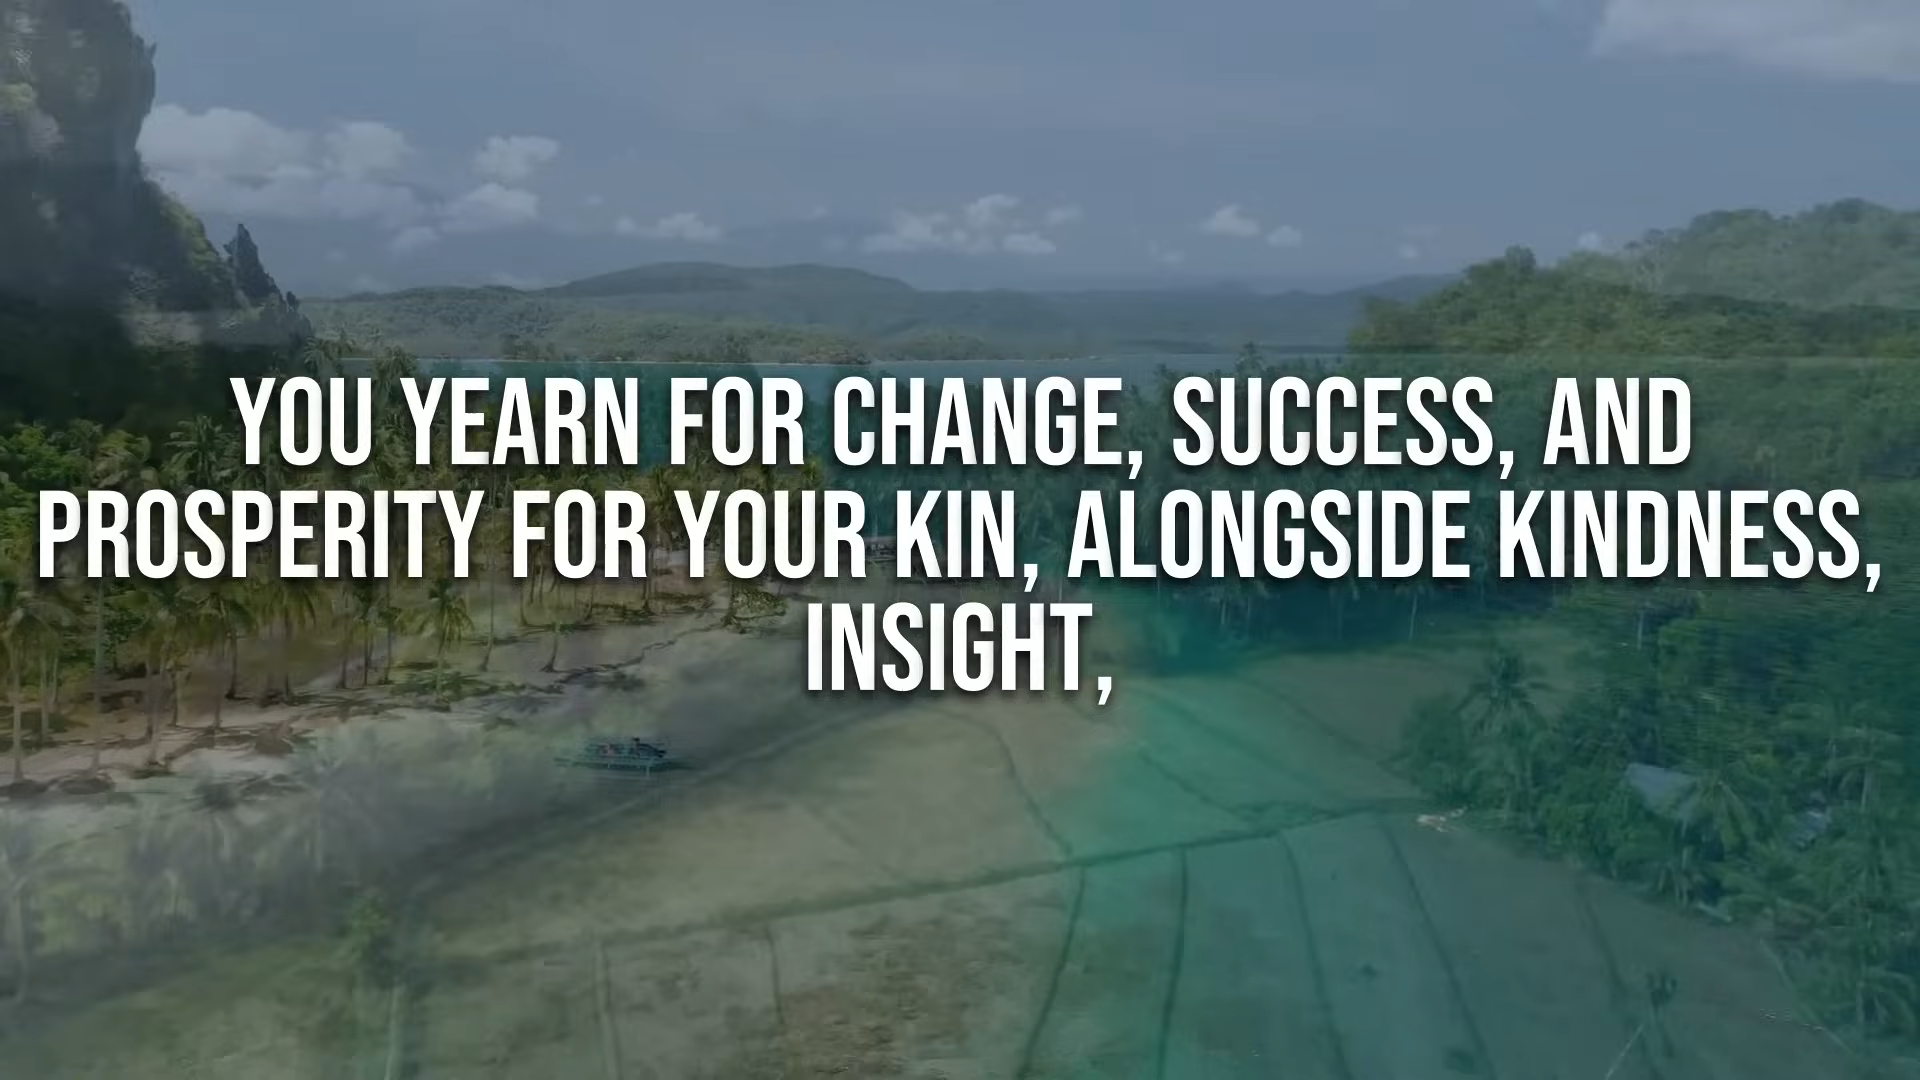 YOU YEARN FOR CHANGE, SUCCESS, AND
PROSPERITY FOR YOUR KIN, ALONGSIDE KINDNESS,
INSIGHT,